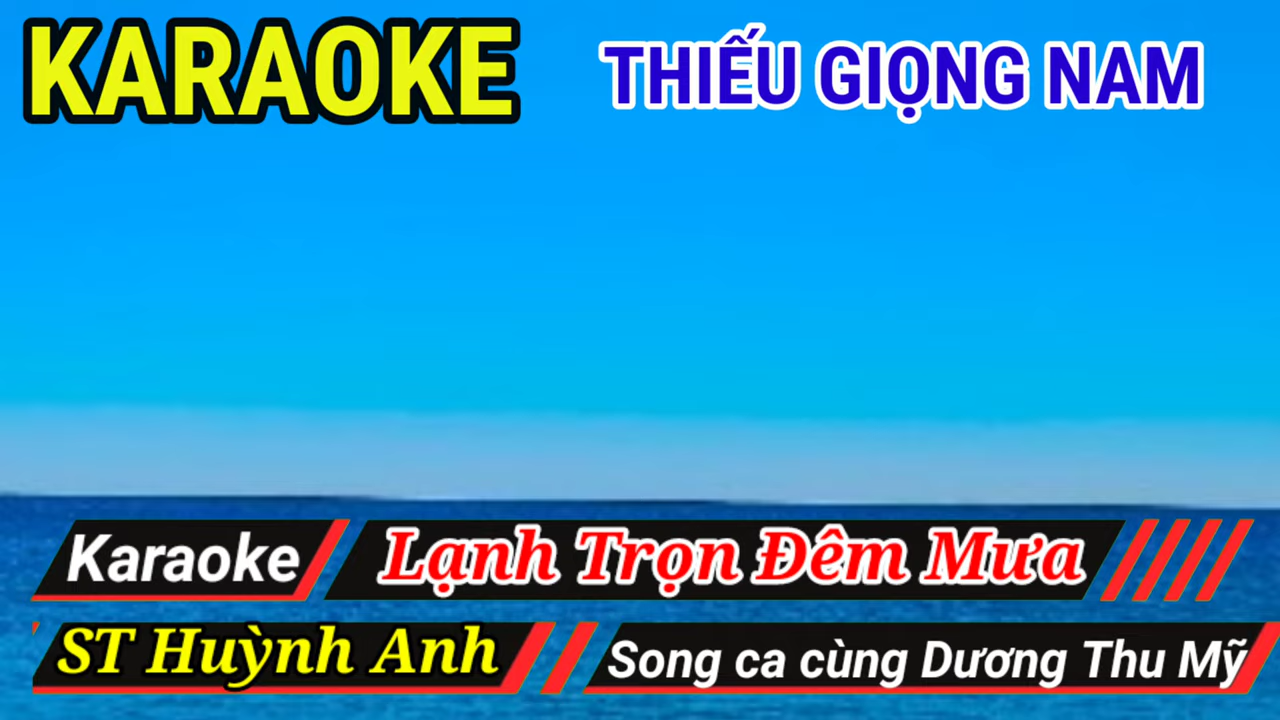 KARAOKE
THIẾU GIỌNG NAM
Karaoke
Lạnh Trọn Đêm Mưa
ST Huỳnh Anh
Song ca cùng Dương Thu Mỹ